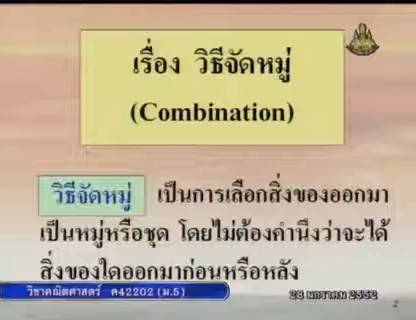 เรื่อง วิธีจัดหมู่
(Combination)
วิธีจัดหมู่ เป็นการเลือกสิ่งของออกมา
เป็นหมู่หรือชุด โดยไม่ต้องคำนึงว่าจะได้
สิ่งของใดออกมาก่อนหรือหลัง
วิชาคณิตศาสตร์ ค42202 (ม.5)
28 มกราคม 2552
2